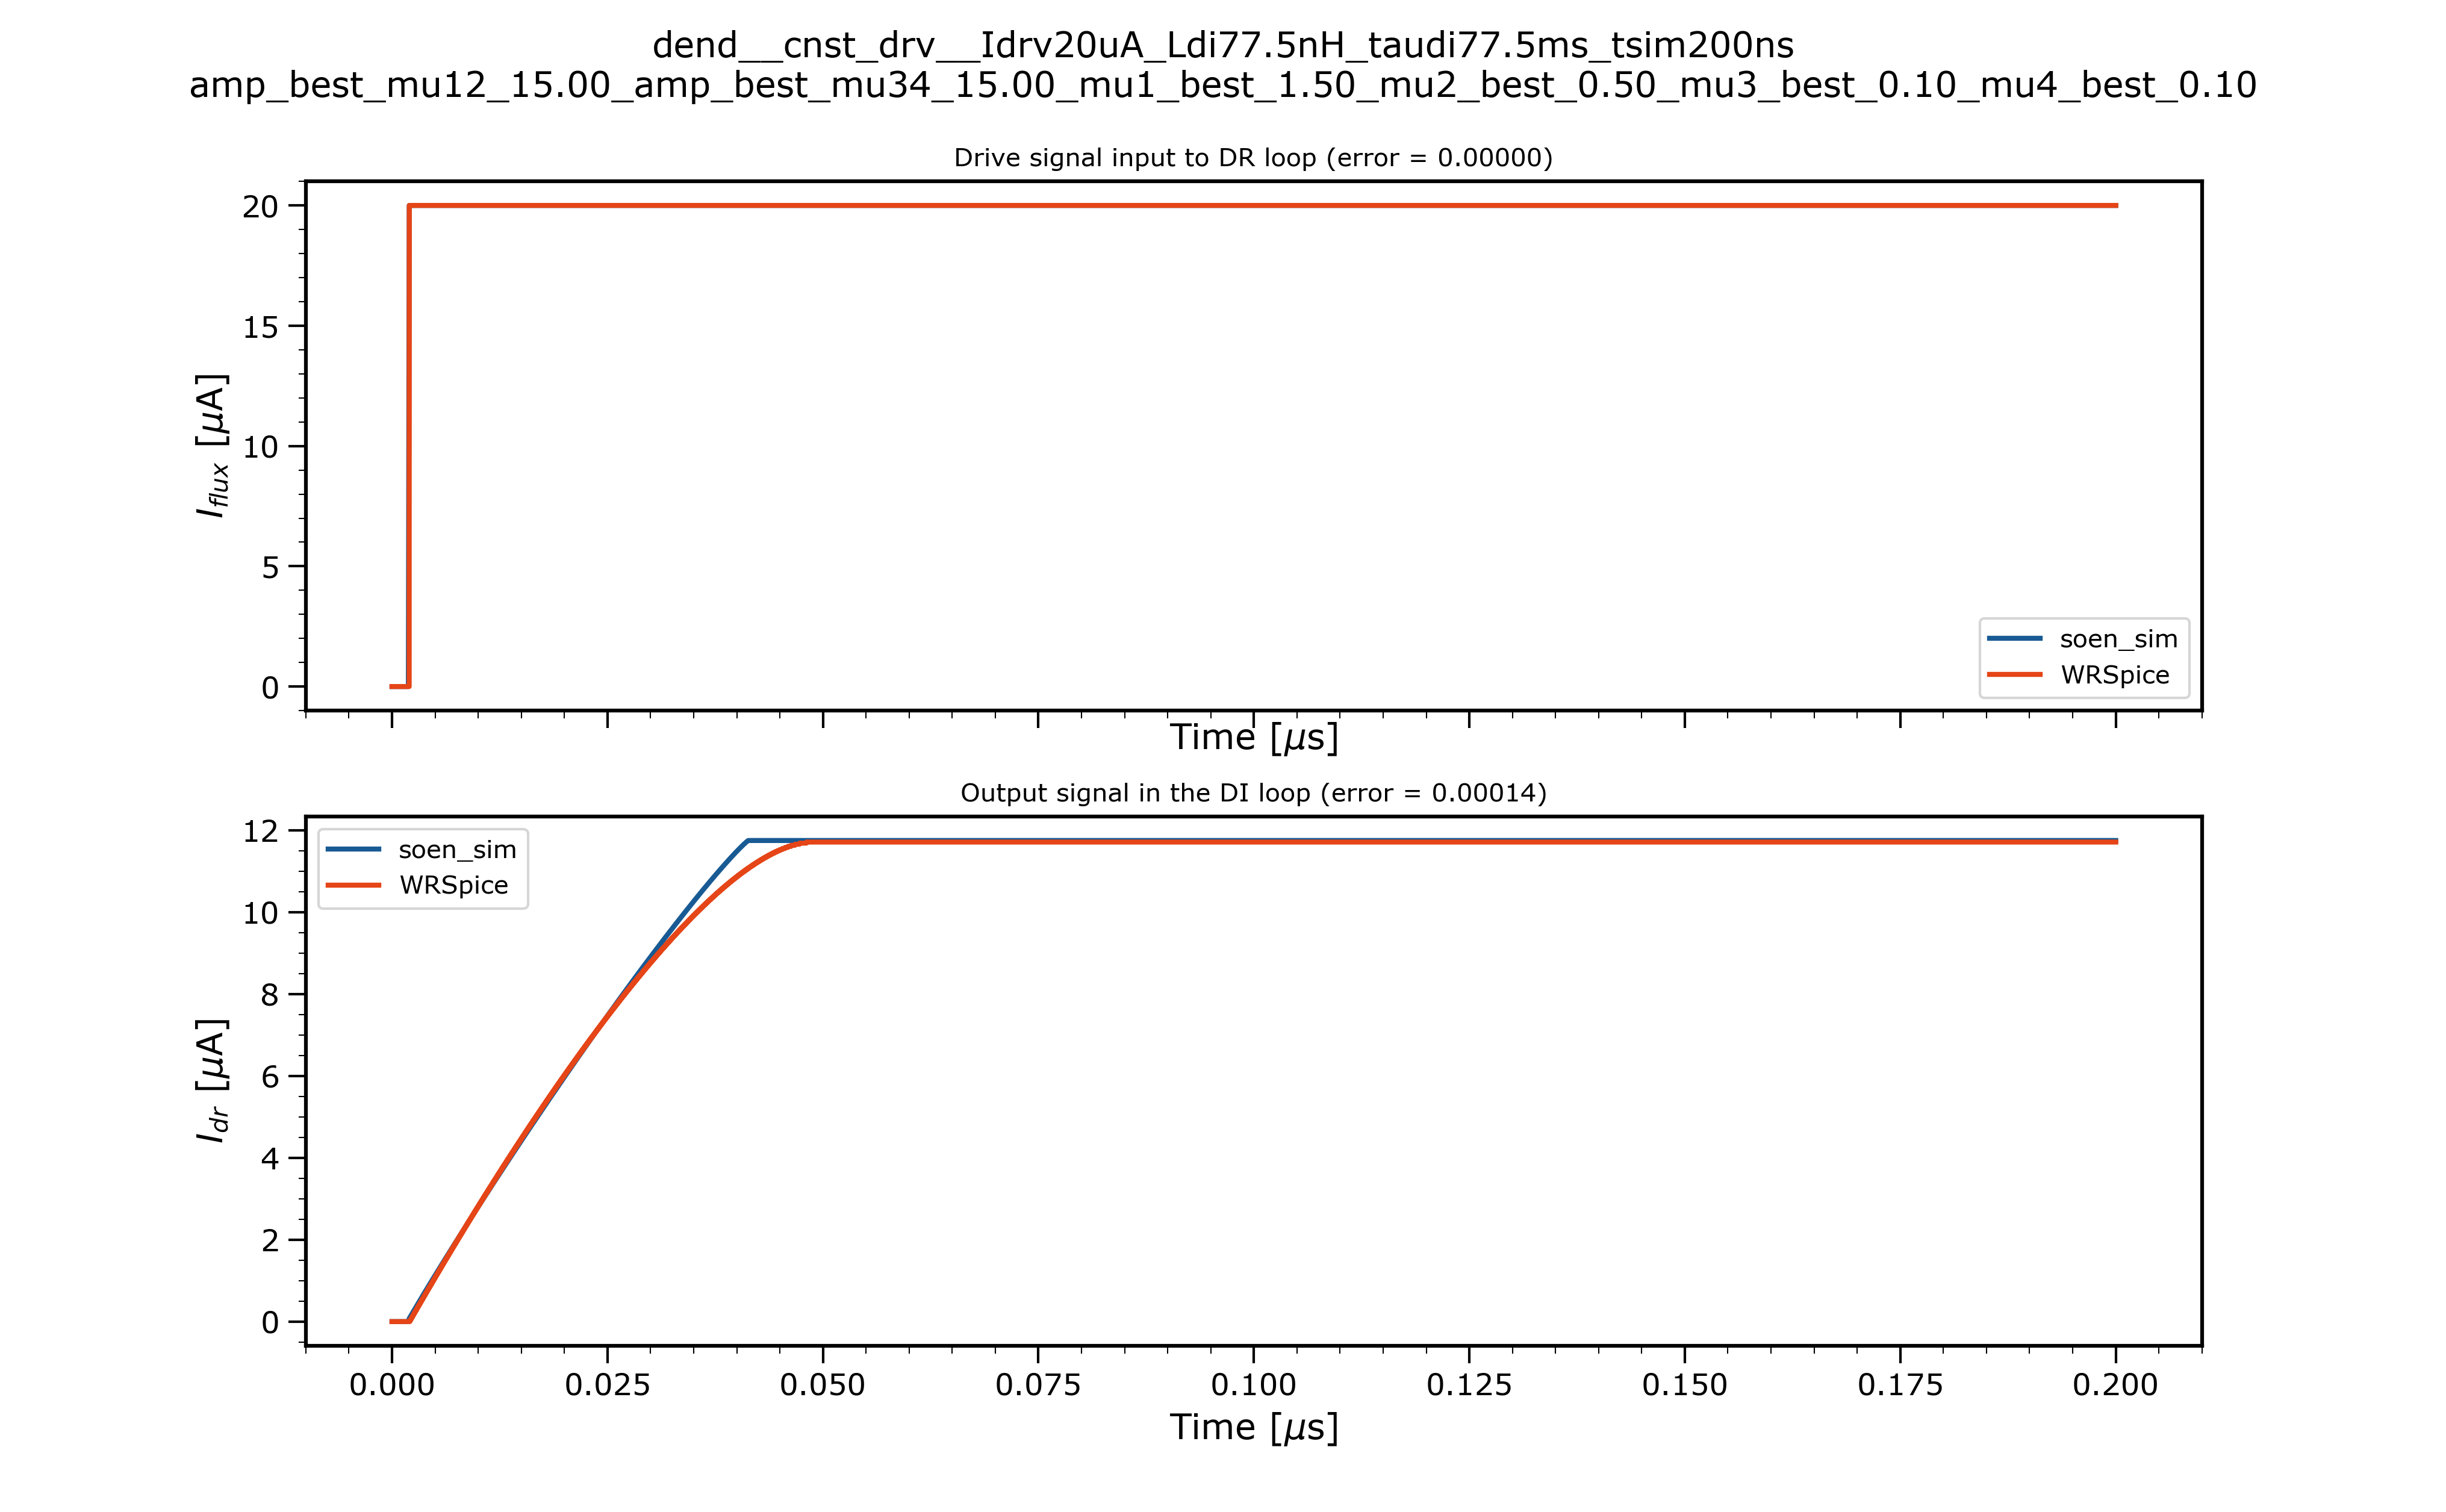 dend__cnst_drv__Idrv20uA_Ldi77.5nH_taudi77.5ms_tsim200ns
amp_best_mu12_15.00_amp_best_mu34_15.00_mu1_best_1.50_mu2_best_0.50_mu3_best_0.10_mu4_best_0.10
Drive signal input to DR loop (error = 0.00000)
20
15
10
5
0
I_flux [μA]
soen_sim
WRSpice
Time [μs]
Output signal in the DI loop (error = 0.00014)
12
10
8
6
4
2
0
I_dr [μA]
soen_sim
WRSpice
0.000 0.025 0.050 0.075 0.100 0.125 0.150 0.175 0.200
Time [μs]